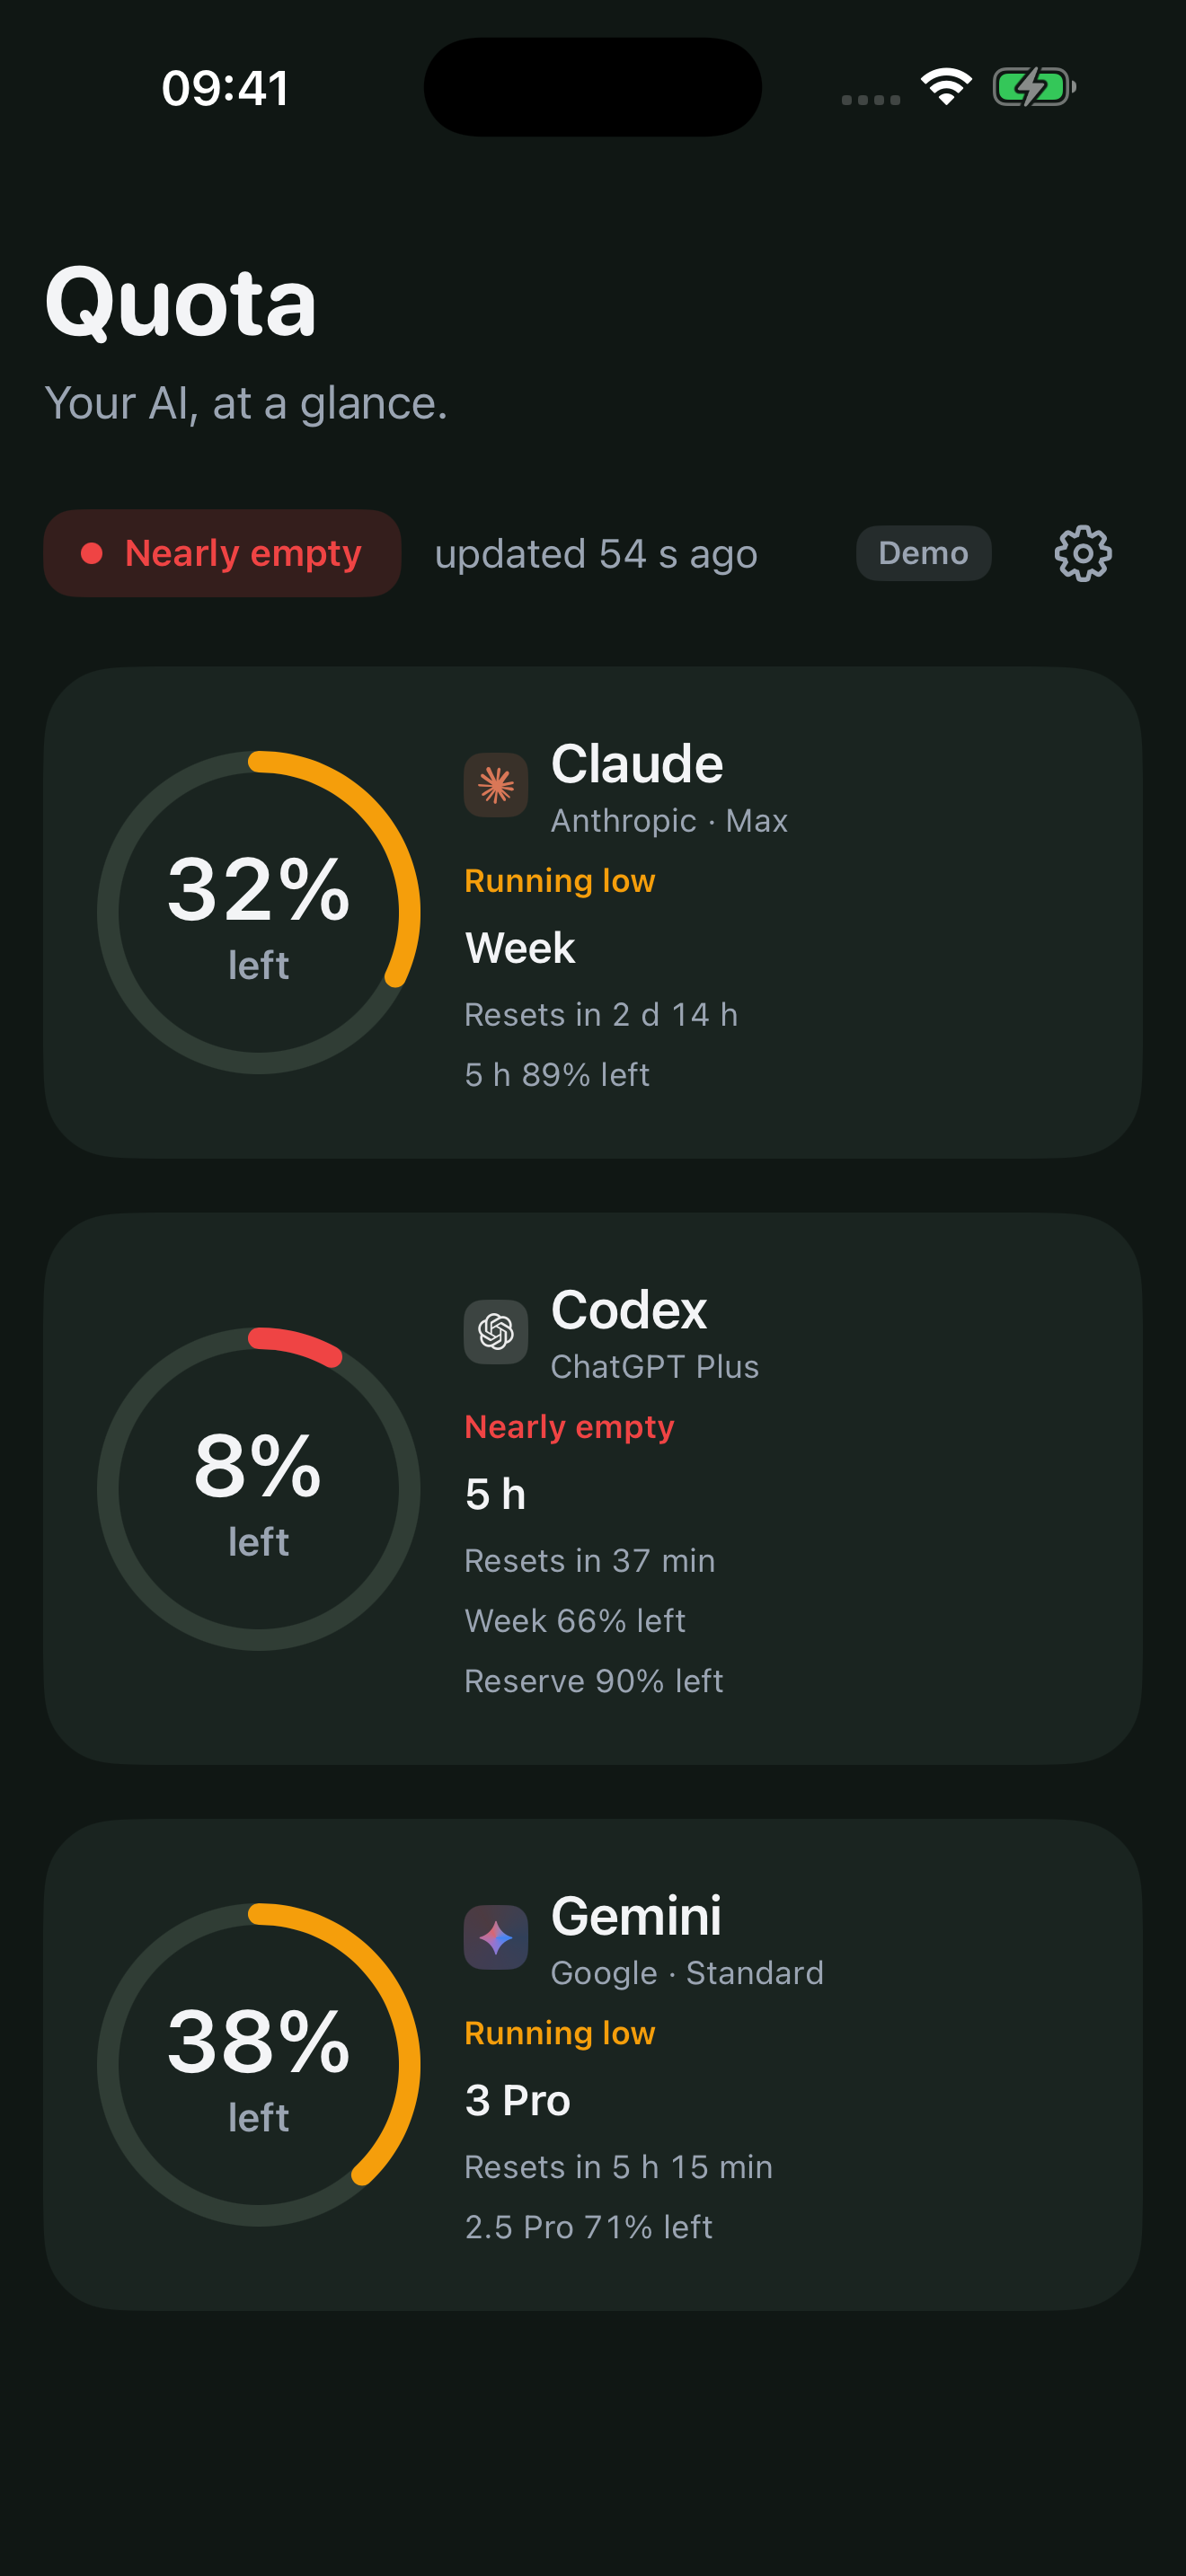 09:41
Quota
Your AI, at a glance.
Nearly empty
updated 54 s ago
Demo
32%
left
Claude
Anthropic · Max
Running low
Week
Resets in 2 d 14 h
5 h 89% left
8%
left
Codex
ChatGPT Plus
Nearly empty
5 h
Resets in 37 min
Week 66% left
Reserve 90% left
38%
left
Gemini
Google · Standard
Running low
3 Pro
Resets in 5 h 15 min
2.5 Pro 71% left